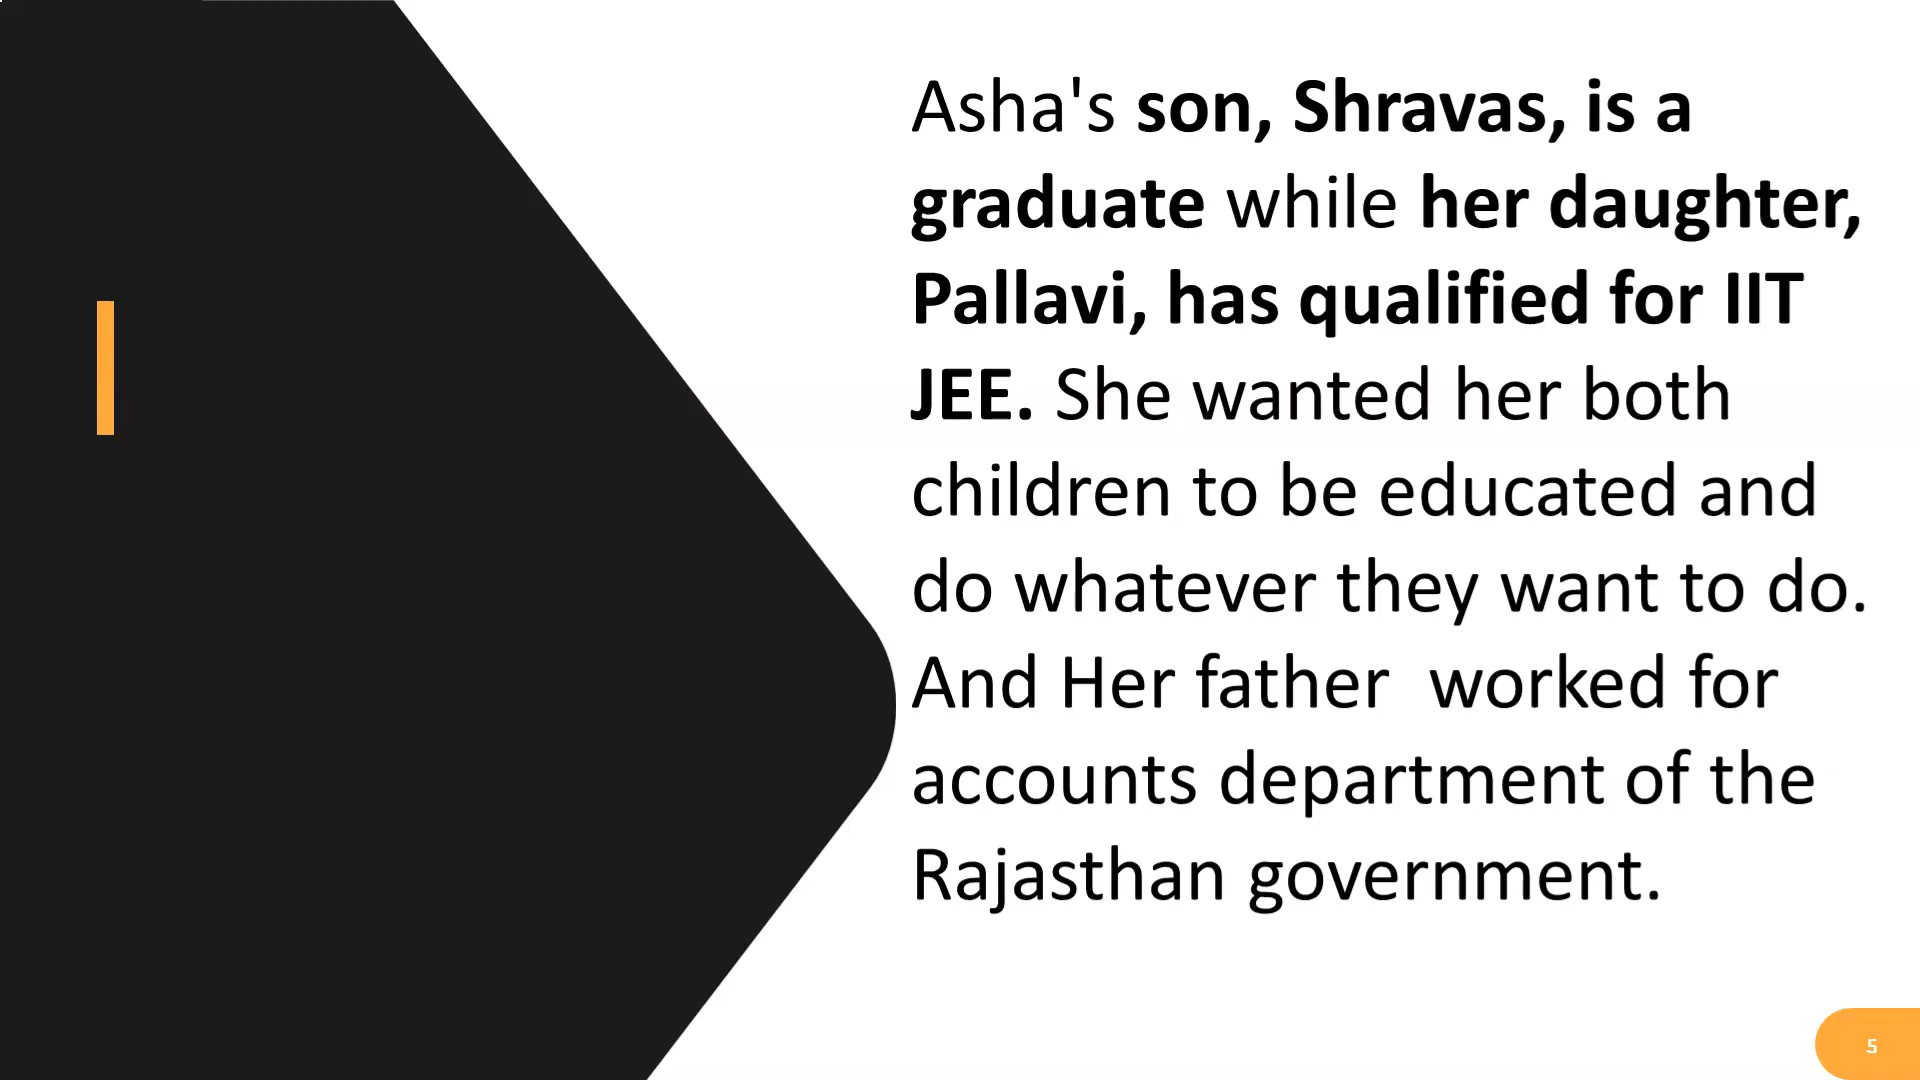 Asha's son, Shravas, is a
graduate while her daughter,
Pallavi, has qualified for IIT
JEE. She wanted her both
children to be educated and
do whatever they want to do.
And Her father  worked for
accounts department of the
Rajasthan government.
5